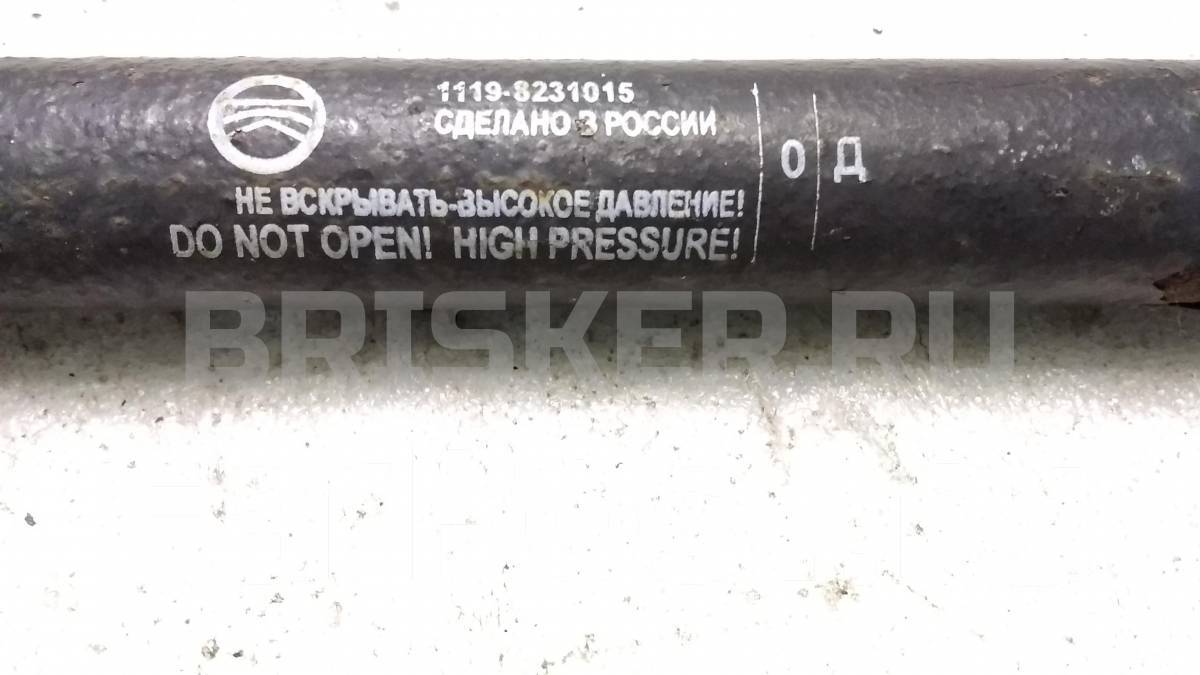 1119-8231015
СДЕЛАНО В РОССИИ
О Д
НЕ ВСКРЫВАТЬ-ВЫСОКОЕ ДАВЛЕНИЕ!
DO NOT OPEN! HIGH PRESSURE!
BRISKER.RU